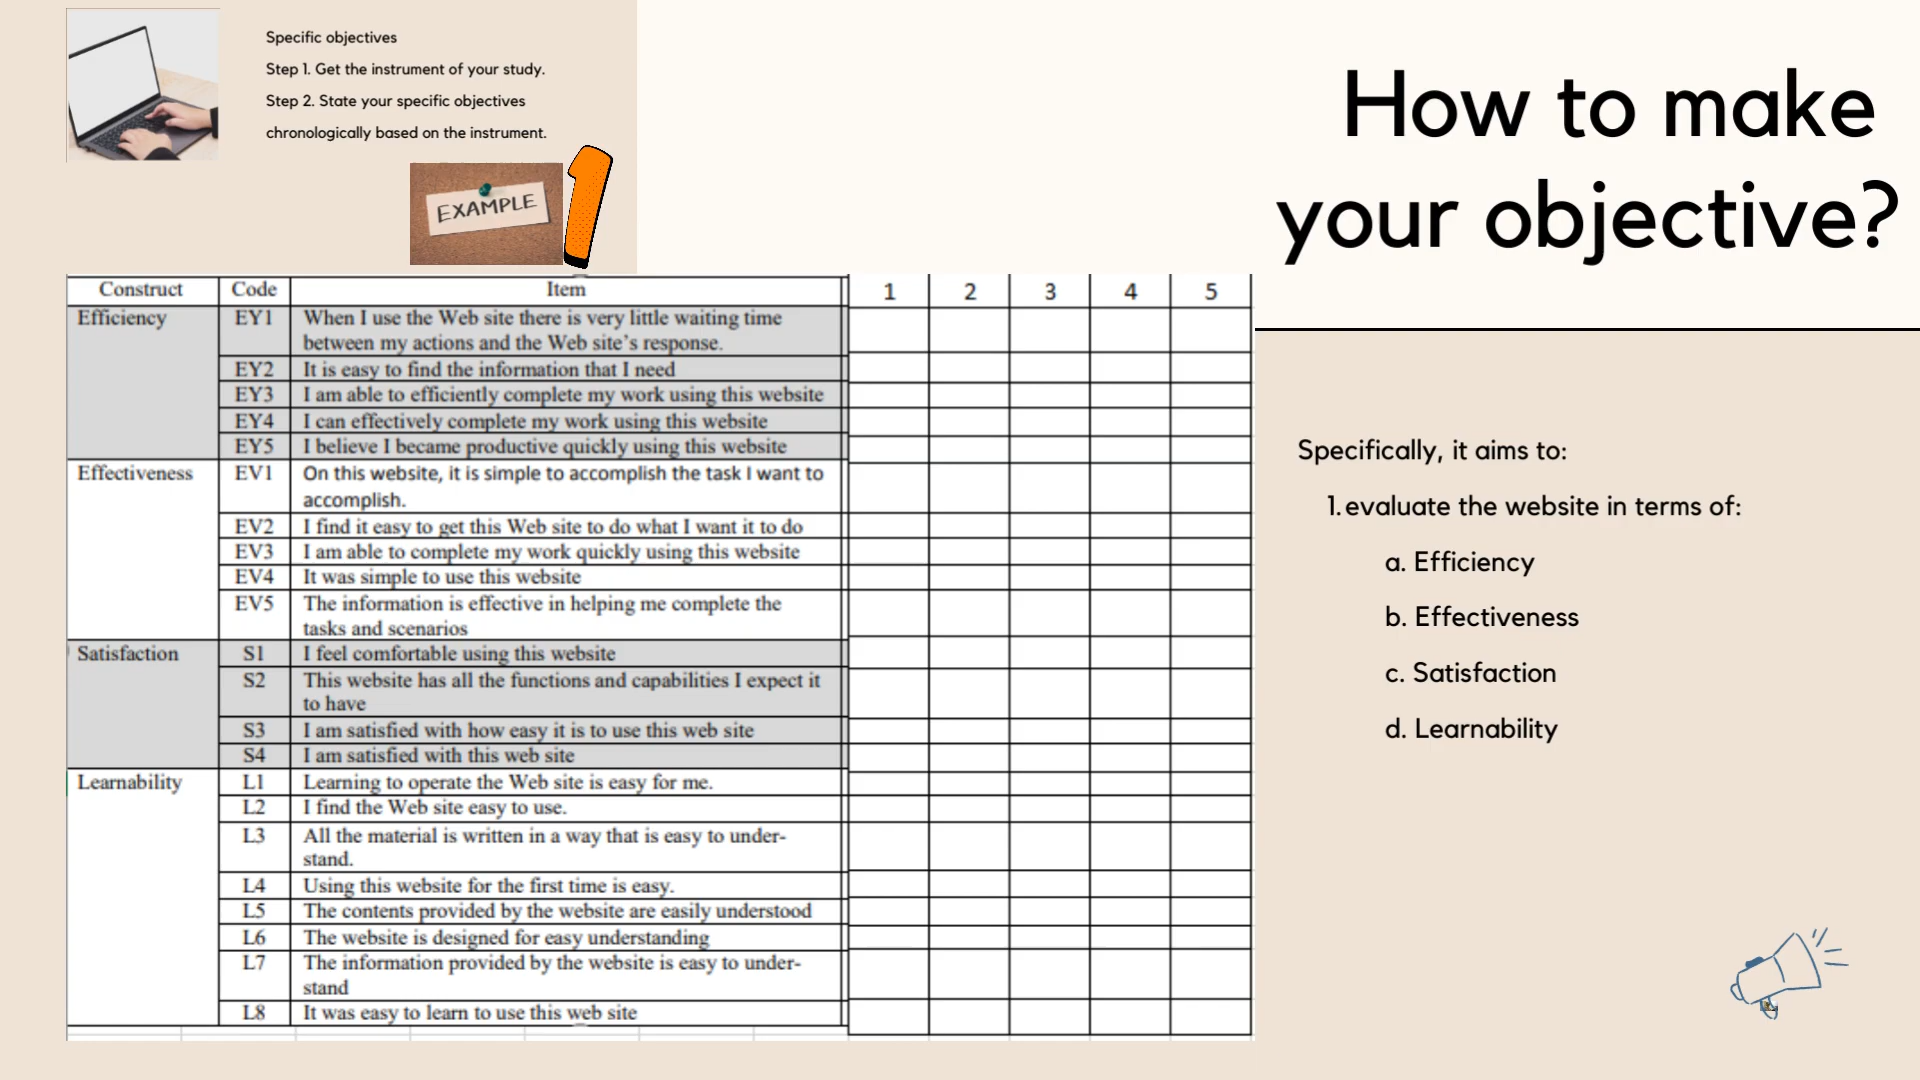 Specific objectives
Step 1. Get the instrument of your study.
Step 2. State your specific objectives
chronologically based on the instrument.
EXAMPLE
1
How to make
your objective?
Construct Code Item 1 2 3 4 5
Efficiency EY1 When I use the Web site there is very little waiting time
between my actions and the Web site's response.
EY2 It is easy to find the information that I need
EY3 I am able to efficiently complete my work using this website
EY4 I can effectively complete my work using this website
EY5 I believe I became productive quickly using this website
Effectiveness EV1 On this website, it is simple to accomplish the task I want to
accomplish.
EV2 I find it easy to get this Web site to do what I want it to do
EV3 I am able to complete my work quickly using this website
EV4 It was simple to use this website
EV5 The information is effective in helping me complete the
tasks and scenarios
Satisfaction S1 I feel comfortable using this website
S2 This website has all the functions and capabilities I expect it
to have
S3 I am satisfied with how easy it is to use this web site
S4 I am satisfied with this web site
Learnability L1 Learning to operate the Web site is easy for me.
L2 I find the Web site easy to use.
L3 All the material is written in a way that is easy to under-
stand.
L4 Using this website for the first time is easy.
L5 The contents provided by the website are easily understood
L6 The website is designed for easy understanding
L7 The information provided by the website is easy to under-
stand
L8 It was easy to learn to use this web site
Specifically, it aims to:
1. evaluate the website in terms of:
a. Efficiency
b. Effectiveness
c. Satisfaction
d. Learnability